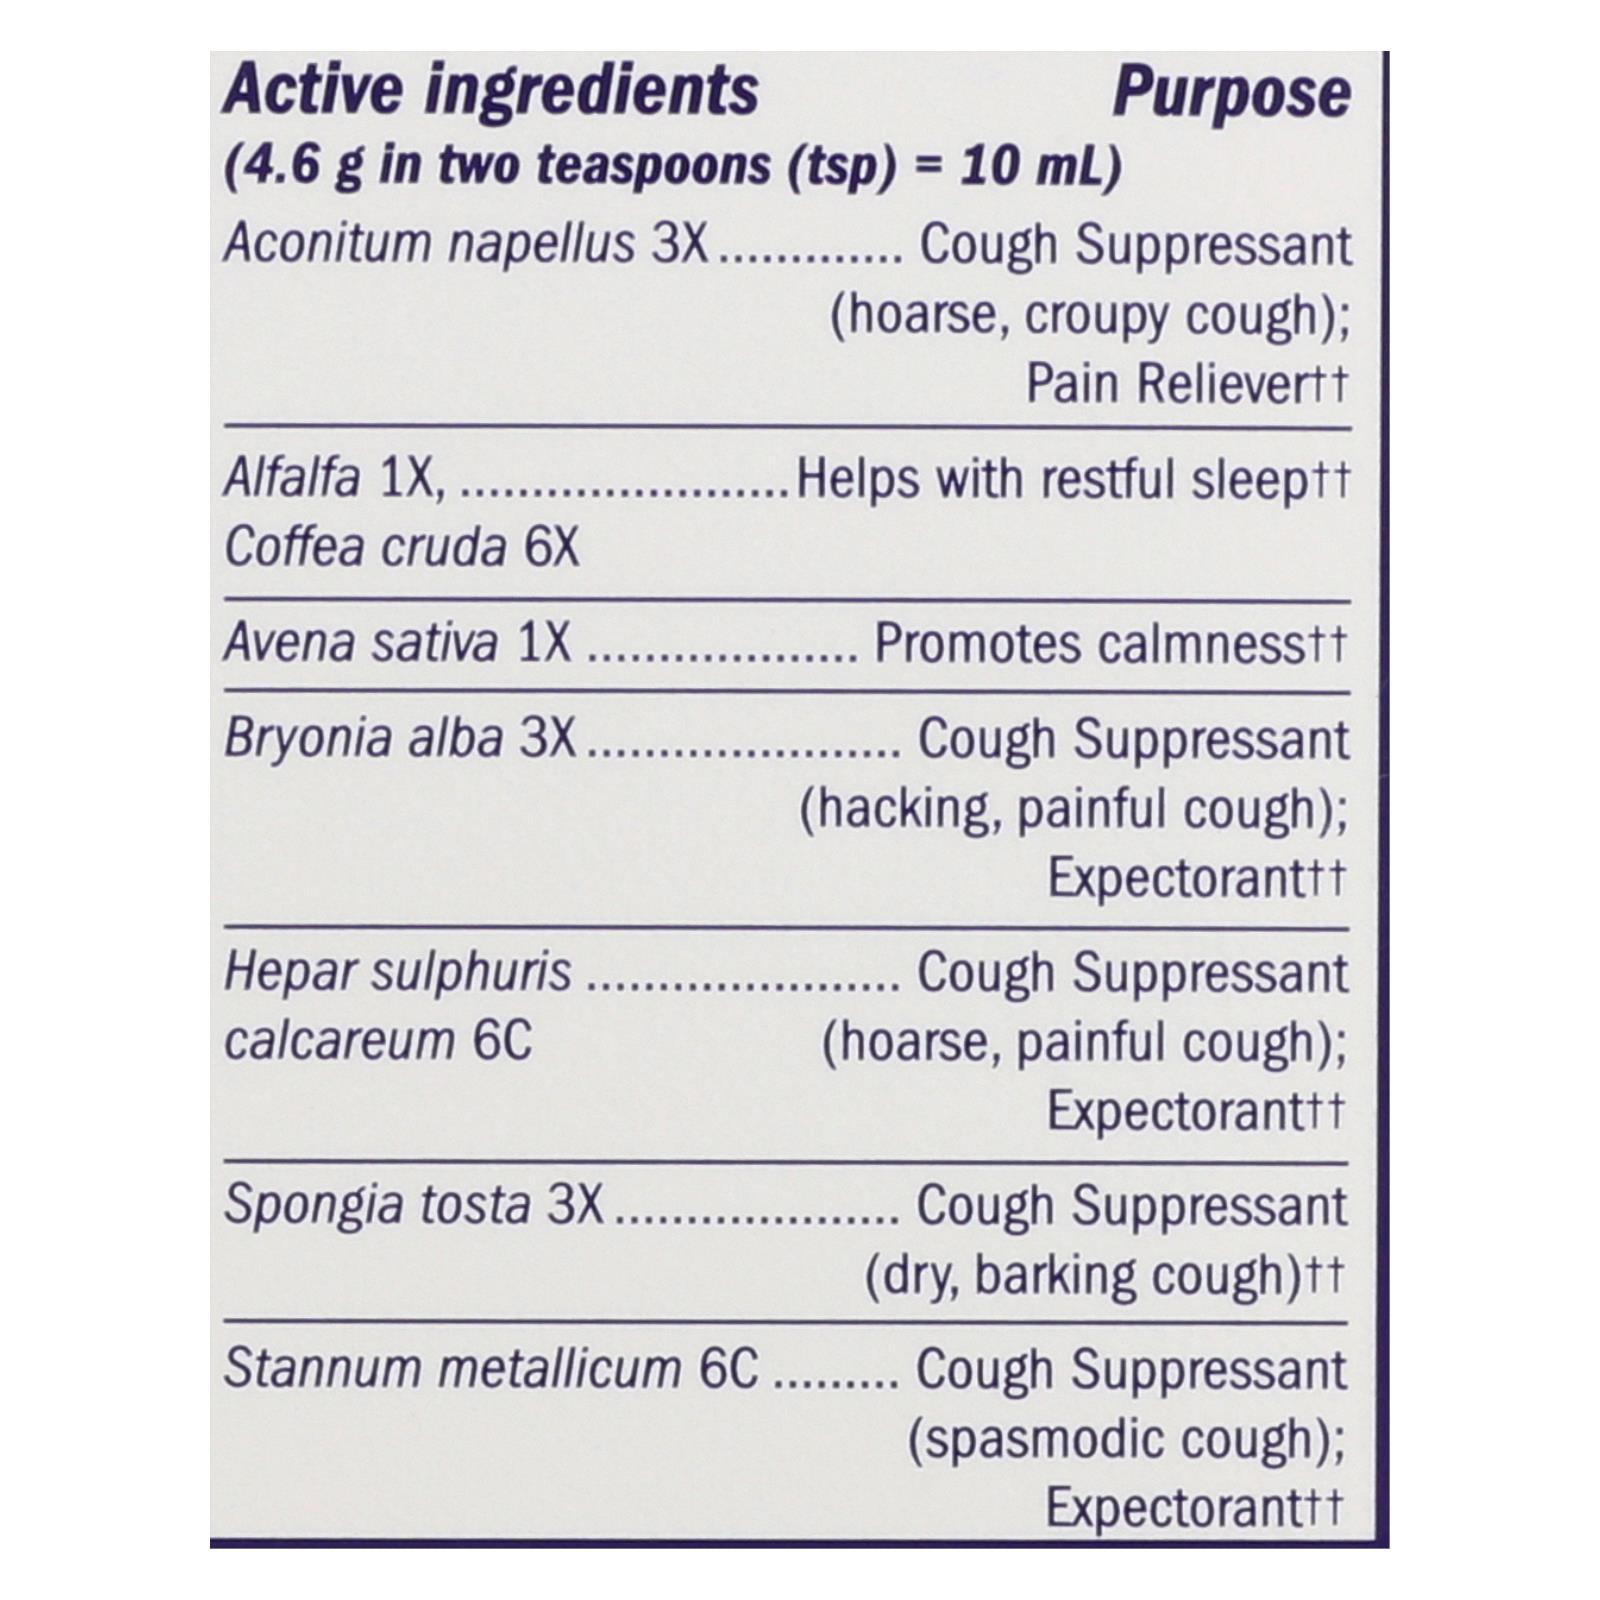 Active ingredients Purpose
(4.6 g in two teaspoons (tsp) = 10 mL)
Aconitum napellus 3X ............. Cough Suppressant
(hoarse, croupy cough);
Pain Reliever††
Alfalfa 1X, ....................... Helps with restful sleep††
Coffea cruda 6X
Avena sativa 1X ................... Promotes calmness††
Bryonia alba 3X ...................... Cough Suppressant
(hacking, painful cough);
Expectorant††
Hepar sulphuris ...................... Cough Suppressant
calcareum 6C (hoarse, painful cough);
Expectorant††
Spongia tosta 3X .................... Cough Suppressant
(dry, barking cough)††
Stannum metallicum 6C ......... Cough Suppressant
(spasmodic cough);
Expectorant††